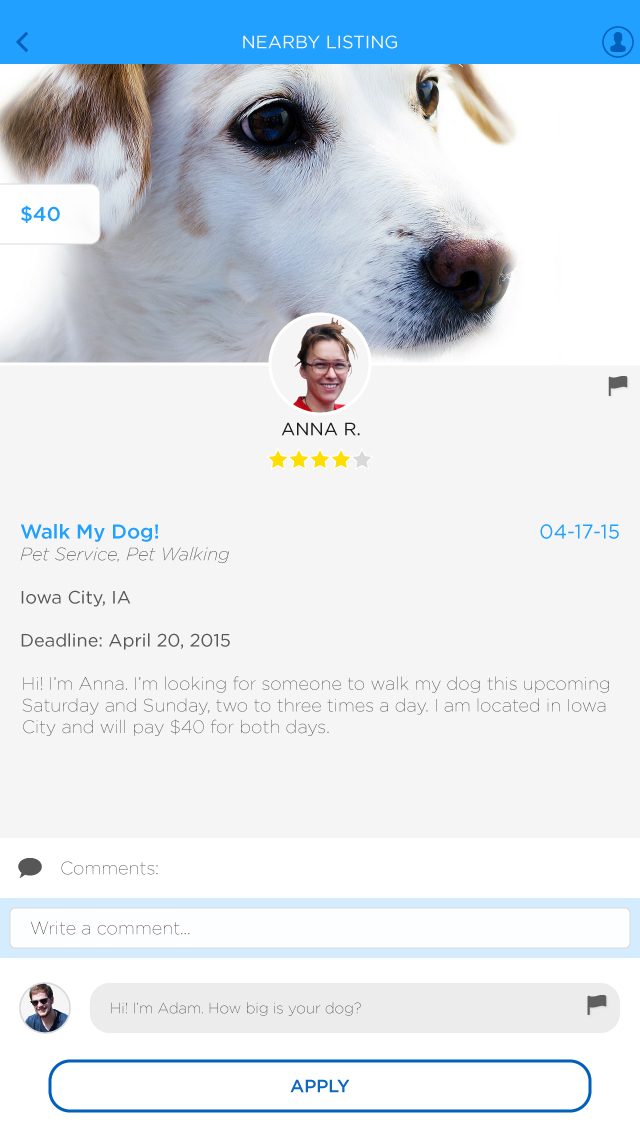 NEARBY LISTING
$40
ANNA R.
Walk My Dog!
04-17-15
Pet Service, Pet Walking
Iowa City, IA
Deadline: April 20, 2015
Hi! I'm Anna. I'm looking for someone to walk my dog this upcoming
Saturday and Sunday, two to three times a day. I am located in Iowa
City and will pay $40 for both days.
Comments:
Write a comment...
Hi! I'm Adam. How big is your dog?
APPLY